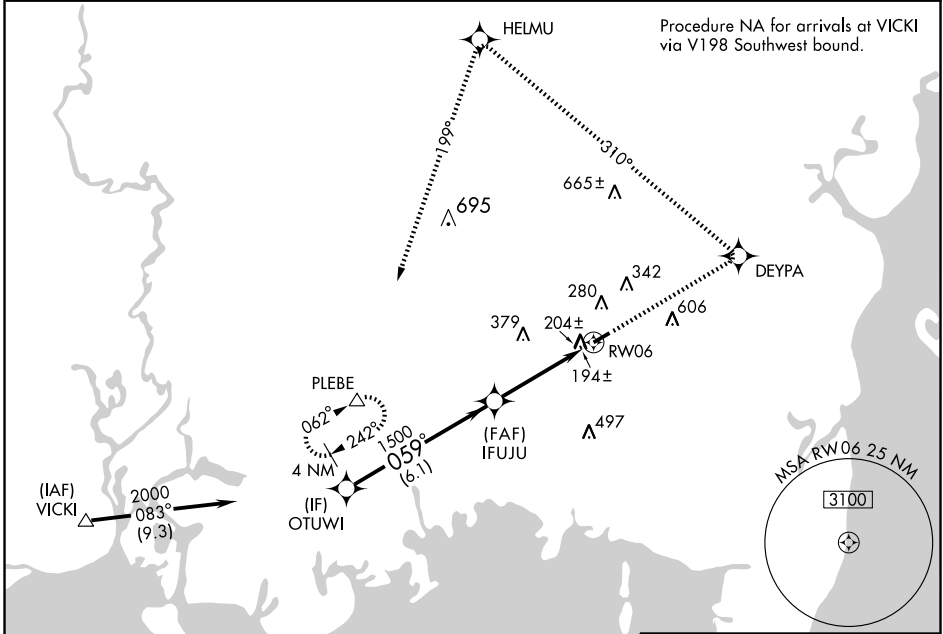 HELMU
Procedure NA for arrivals at VICKI
via V198 Southwest bound.
199°
310°
665±
695
DEYPA
342
280
606
379
204±
RW06
194±
PLEBE
062°
242°
4 NM
1500
059°
(6.1)
(FAF)
IFUJU
497
(IAF)
VICKI
2000
083°
(9.3)
(IF)
OTUWI
MSA RW06 25 NM
3100